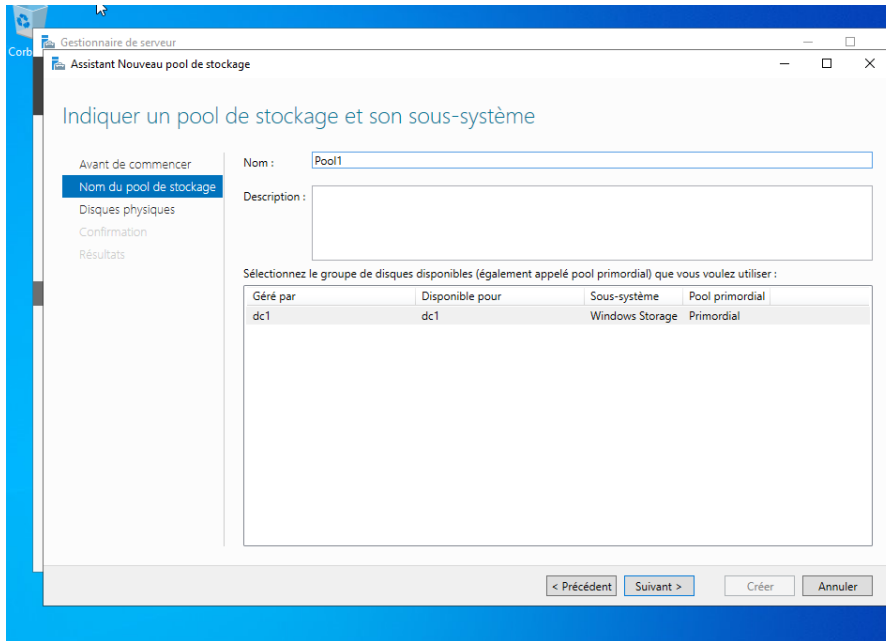 Corb
Gestionnaire de serveur
Assistant Nouveau pool de stockage
Indiquer un pool de stockage et son sous-système
Avant de commencer
Nom du pool de stockage
Disques physiques
Confirmation
Résultats
Nom :
Pool1
Description :
Sélectionnez le groupe de disques disponibles (également appelé pool primordial) que vous voulez utiliser :
Géré par Disponible pour Sous-système Pool primordial
dc1 dc1 Windows Storage Primordial
< Précédent Suivant > Créer Annuler